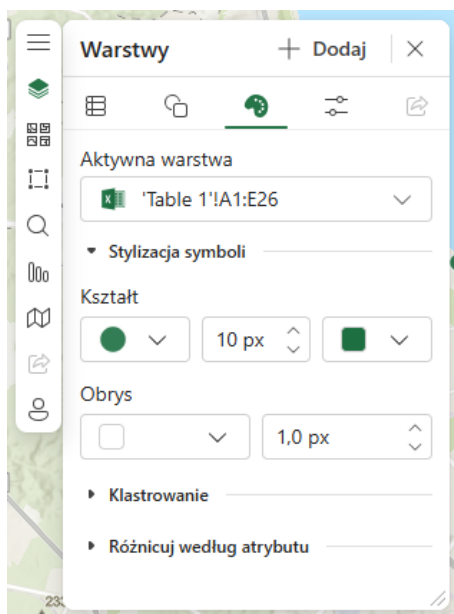 Warstwy
Dodaj
Aktywna warstwa
'Table 1'!A1:E26
Stylizacja symboli
Kształt
10 px
Obrys
1,0 px
Klastrowanie
Różnicuj według atrybutu